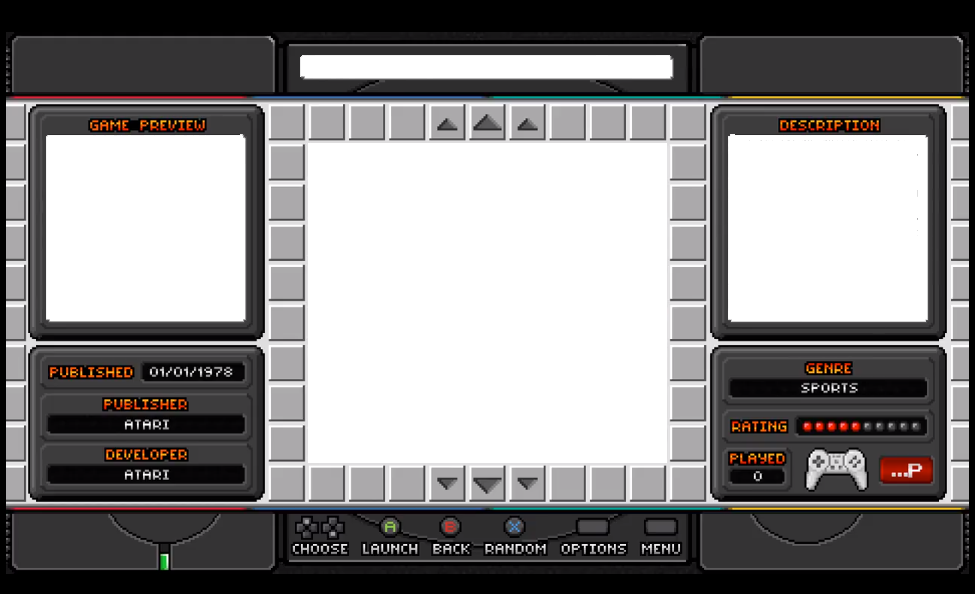 GAME PREVIEW
DESCRIPTION
PUBLISHED 01/01/1978
PUBLISHER
ATARI
DEVELOPER
ATARI
GENRE
SPORTS
RATING
PLAYED
0
...P
A B X
CHOOSE LAUNCH BACK RANDOM OPTIONS MENU